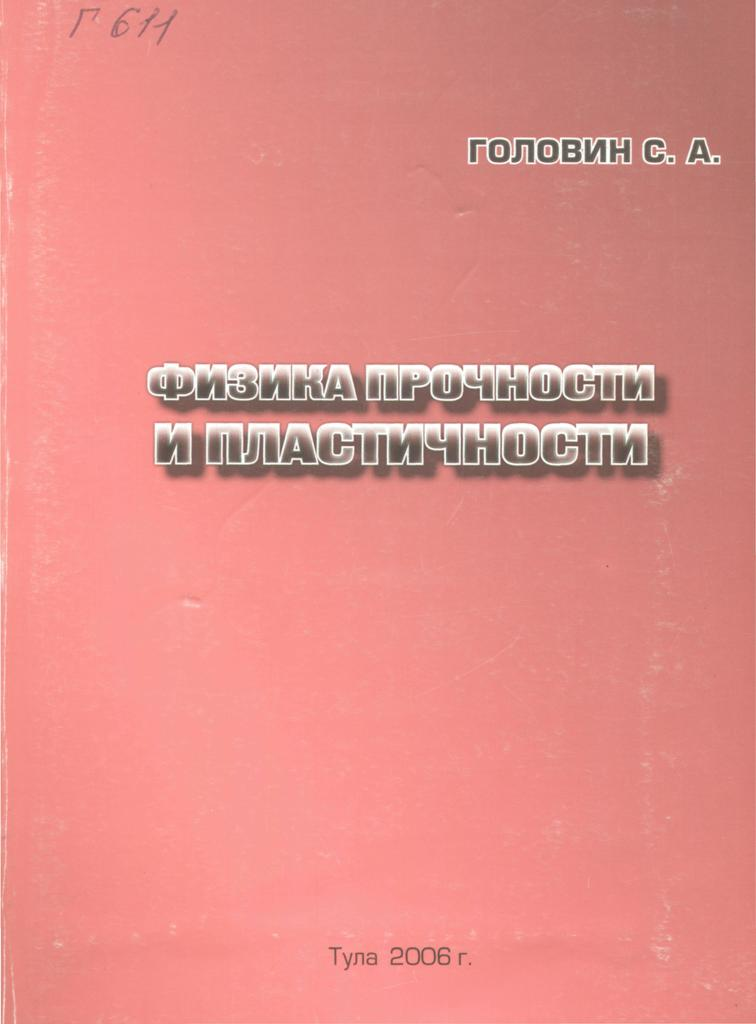 Г 611
ГОЛОВИН С. А.
ФИЗИКА ПРОЧНОСТИ
И ПЛАСТИЧНОСТИ
Тула 2006 г.